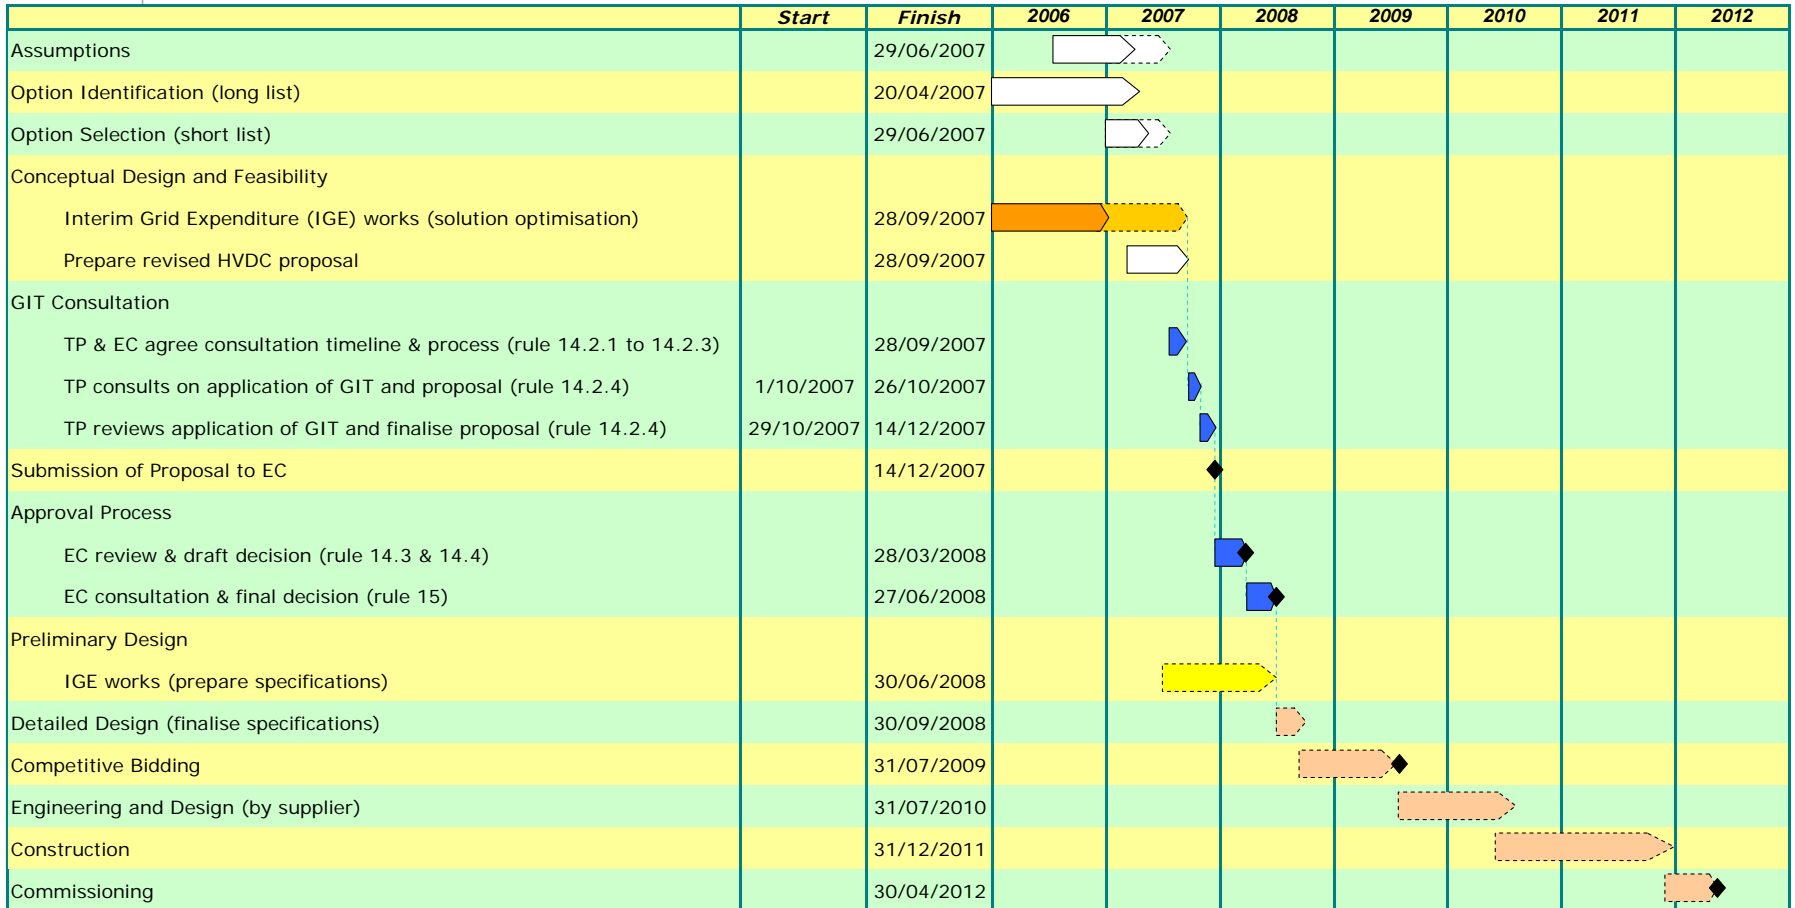 Start Finish 2006 2007 2008 2009 2010 2011 2012
Assumptions 29/06/2007
Option Identification (long list) 20/04/2007
Option Selection (short list) 29/06/2007
Conceptual Design and Feasibility
Interim Grid Expenditure (IGE) works (solution optimisation) 28/09/2007
Prepare revised HVDC proposal 28/09/2007
GIT Consultation
TP & EC agree consultation timeline & process (rule 14.2.1 to 14.2.3) 28/09/2007
TP consults on application of GIT and proposal (rule 14.2.4) 1/10/2007 26/10/2007
TP reviews application of GIT and finalise proposal (rule 14.2.4) 29/10/2007 14/12/2007
Submission of Proposal to EC 14/12/2007
Approval Process
EC review & draft decision (rule 14.3 & 14.4) 28/03/2008
EC consultation & final decision (rule 15) 27/06/2008
Preliminary Design
IGE works (prepare specifications) 30/06/2008
Detailed Design (finalise specifications) 30/09/2008
Competitive Bidding 31/07/2009
Engineering and Design (by supplier) 31/07/2010
Construction 31/12/2011
Commissioning 30/04/2012